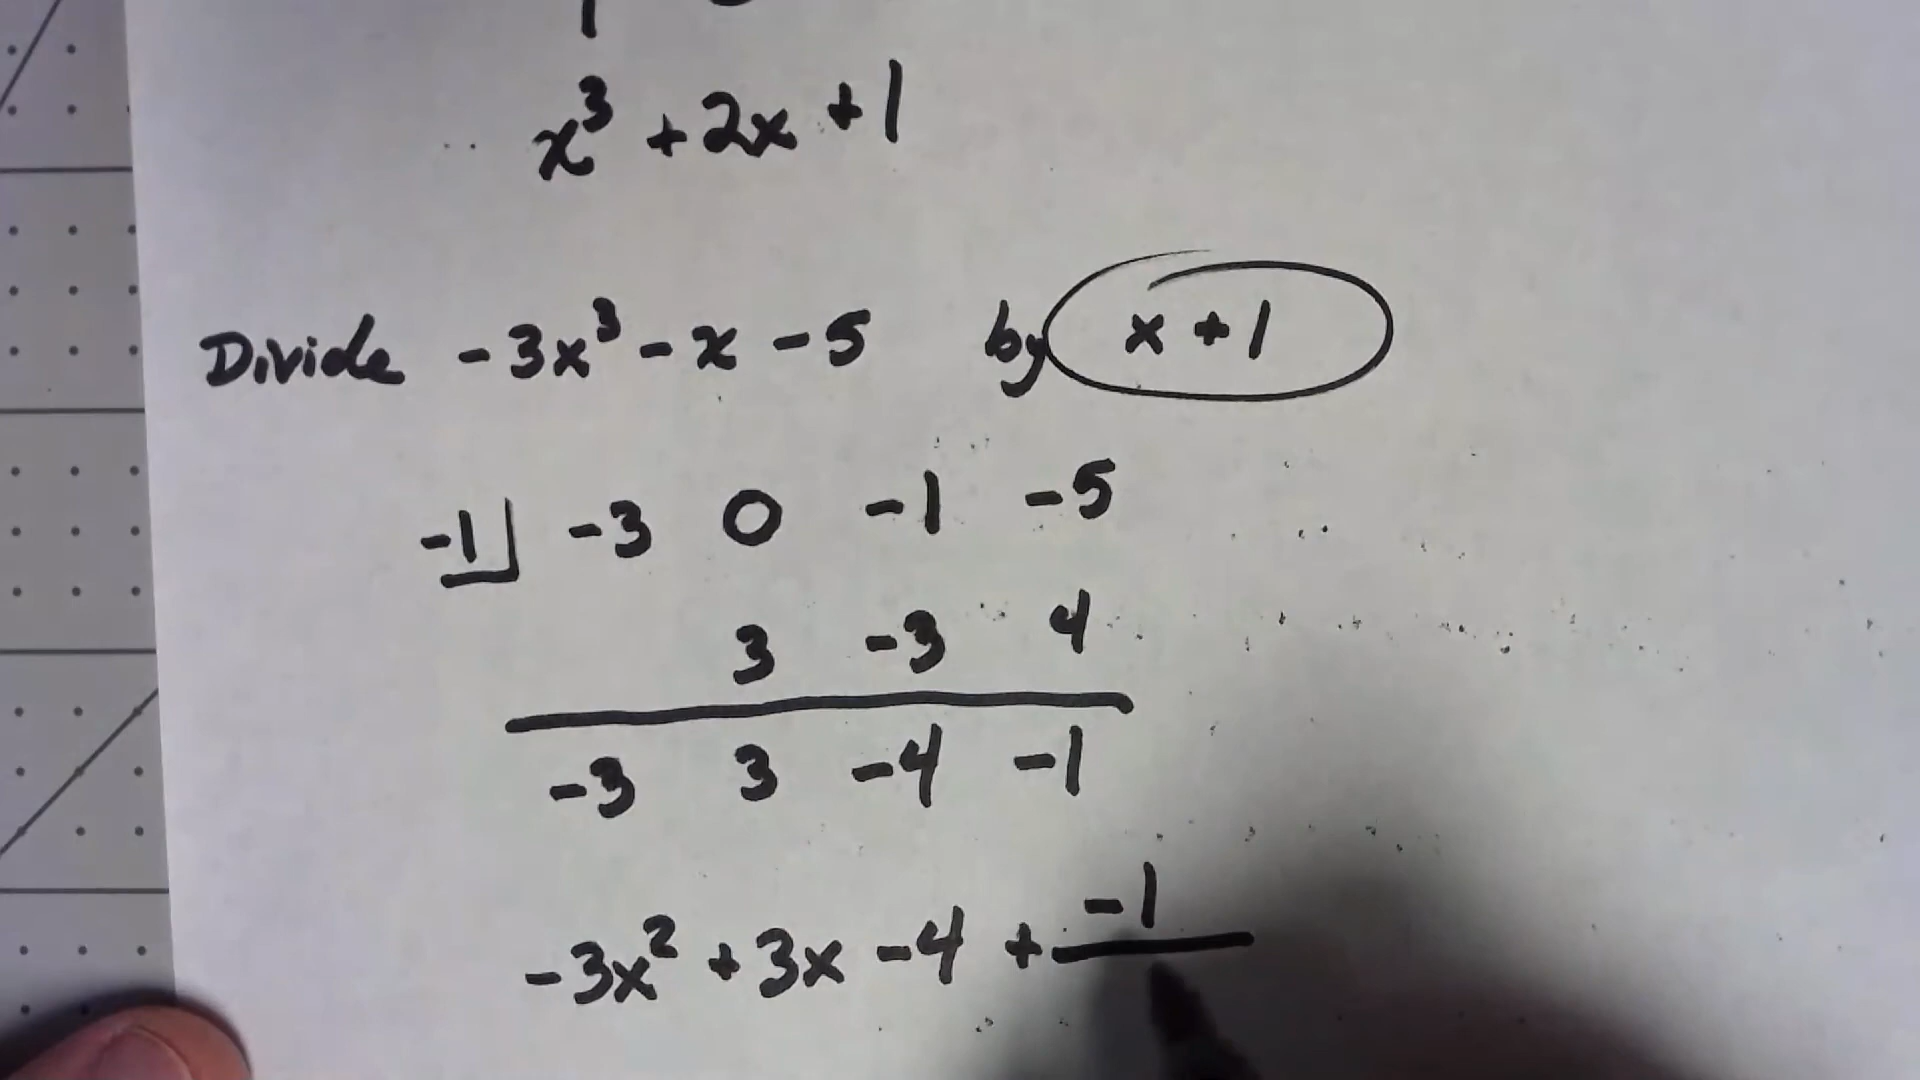 x³ + 2x + 1
Divide -3x³ - x - 5 by x + 1
-1 -3 0 -1 -5
3 -3 4
-3 3 -4 -1
-1
-3x² + 3x - 4 +